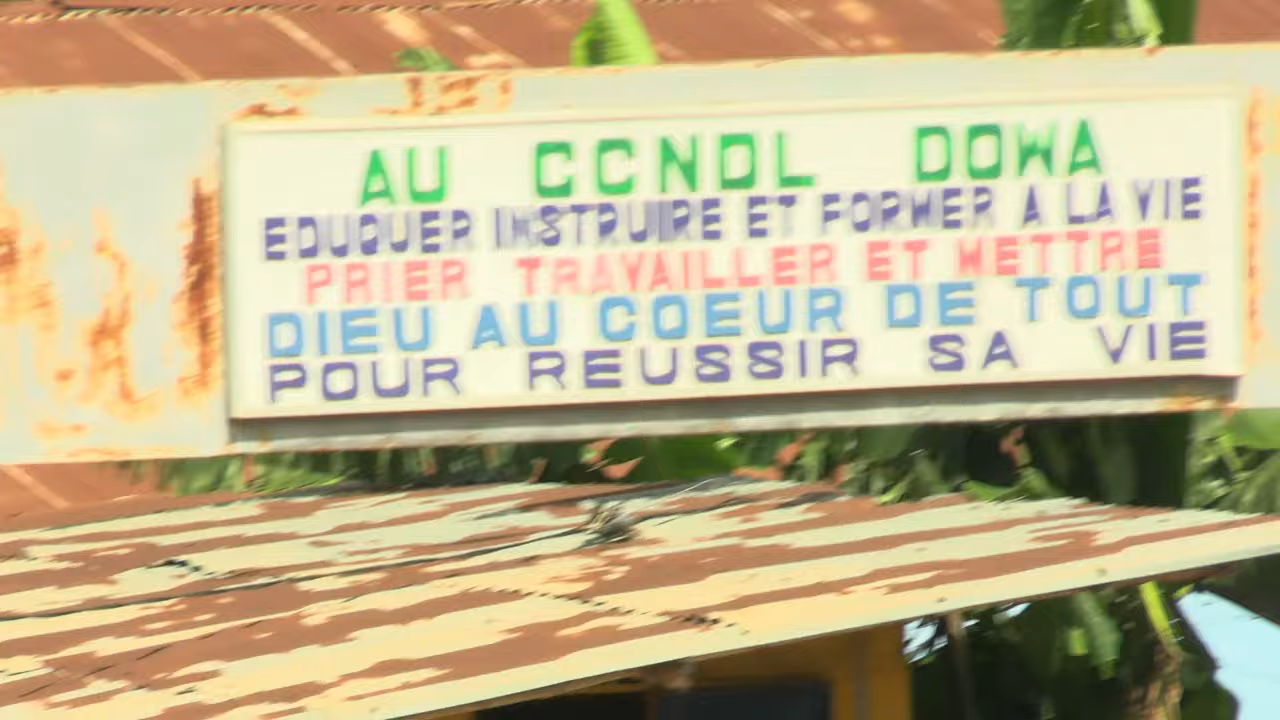 AU CCNDL DOWA
EDUQUER INSTRUIRE ET FORMER A LA VIE
PRIER TRAVAILLER ET METTRE
DIEU AU COEUR DE TOUT
POUR REUSSIR SA VIE